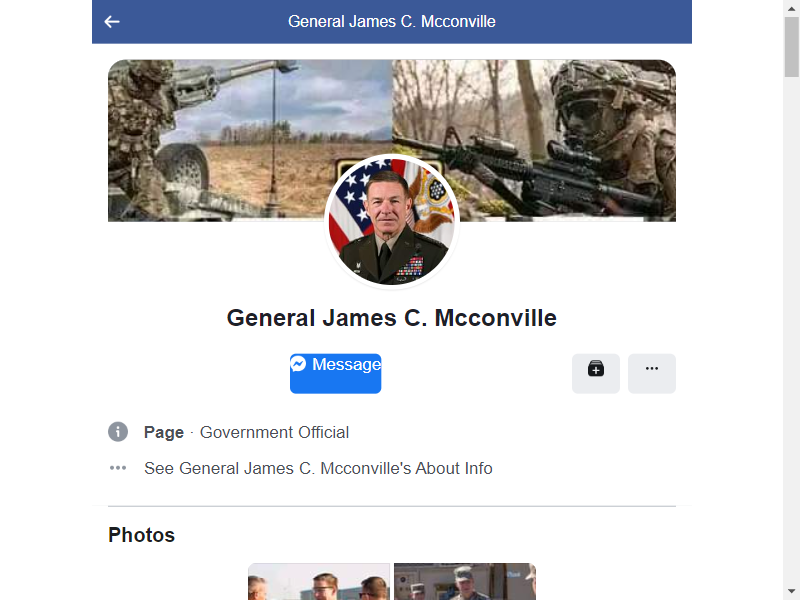 General James C. Mcconville
General James C. Mcconville
Message
Page · Government Official
See General James C. Mcconville's About Info
Photos